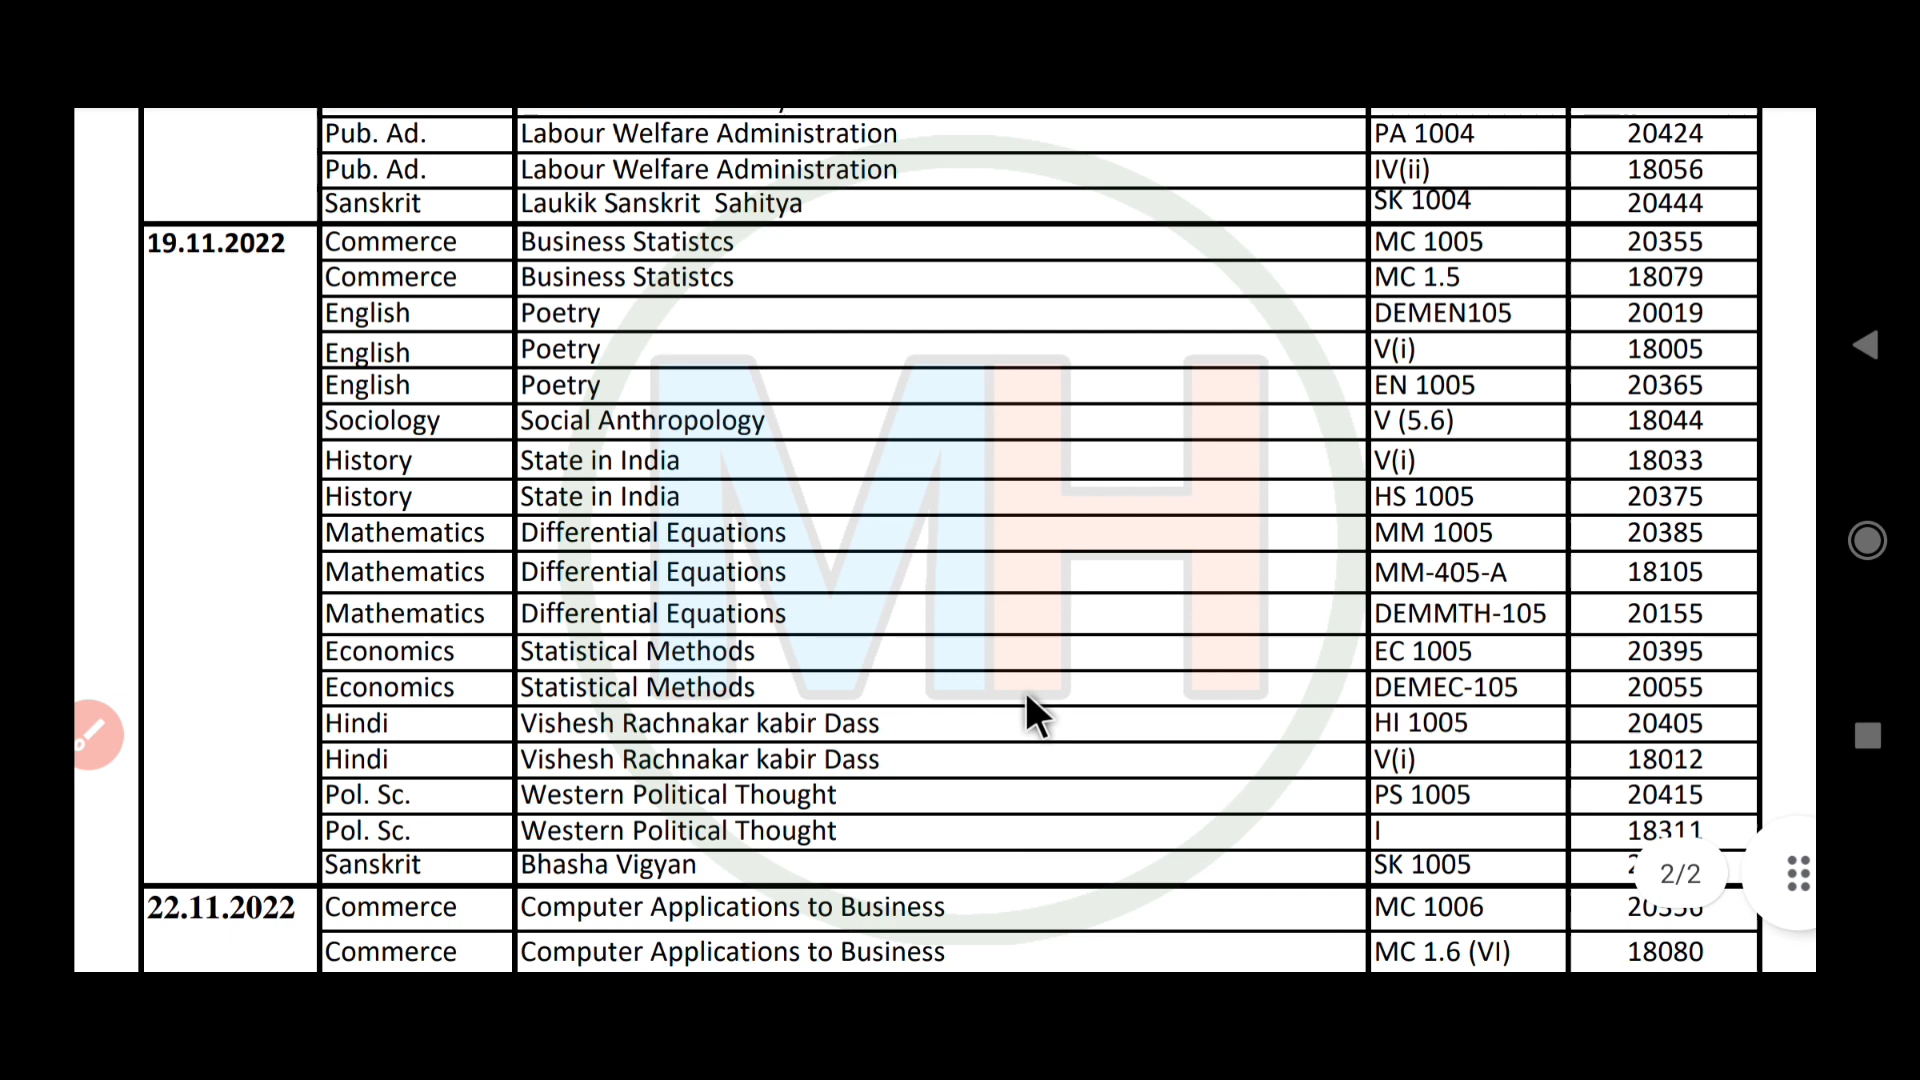 Pub. Ad. Labour Welfare Administration PA 1004 20424
Pub. Ad. Labour Welfare Administration IV(ii) 18056
Sanskrit Laukik Sanskrit Sahitya SK 1004 20444
19.11.2022 Commerce Business Statistcs MC 1005 20355
Commerce Business Statistcs MC 1.5 18079
English Poetry DEMEN105 20019
English Poetry V(i) 18005
English Poetry EN 1005 20365
Sociology Social Anthropology V (5.6) 18044
History State in India V(i) 18033
History State in India HS 1005 20375
Mathematics Differential Equations MM 1005 20385
Mathematics Differential Equations MM-405-A 18105
Mathematics Differential Equations DEMMTH-105 20155
Economics Statistical Methods EC 1005 20395
Economics Statistical Methods DEMEC-105 20055
Hindi Vishesh Rachnakar kabir Dass HI 1005 20405
Hindi Vishesh Rachnakar kabir Dass V(i) 18012
Pol. Sc. Western Political Thought PS 1005 20415
Pol. Sc. Western Political Thought I 18311
Sanskrit Bhasha Vigyan SK 1005
2/2
22.11.2022 Commerce Computer Applications to Business MC 1006
Commerce Computer Applications to Business MC 1.6 (VI) 18080
MH